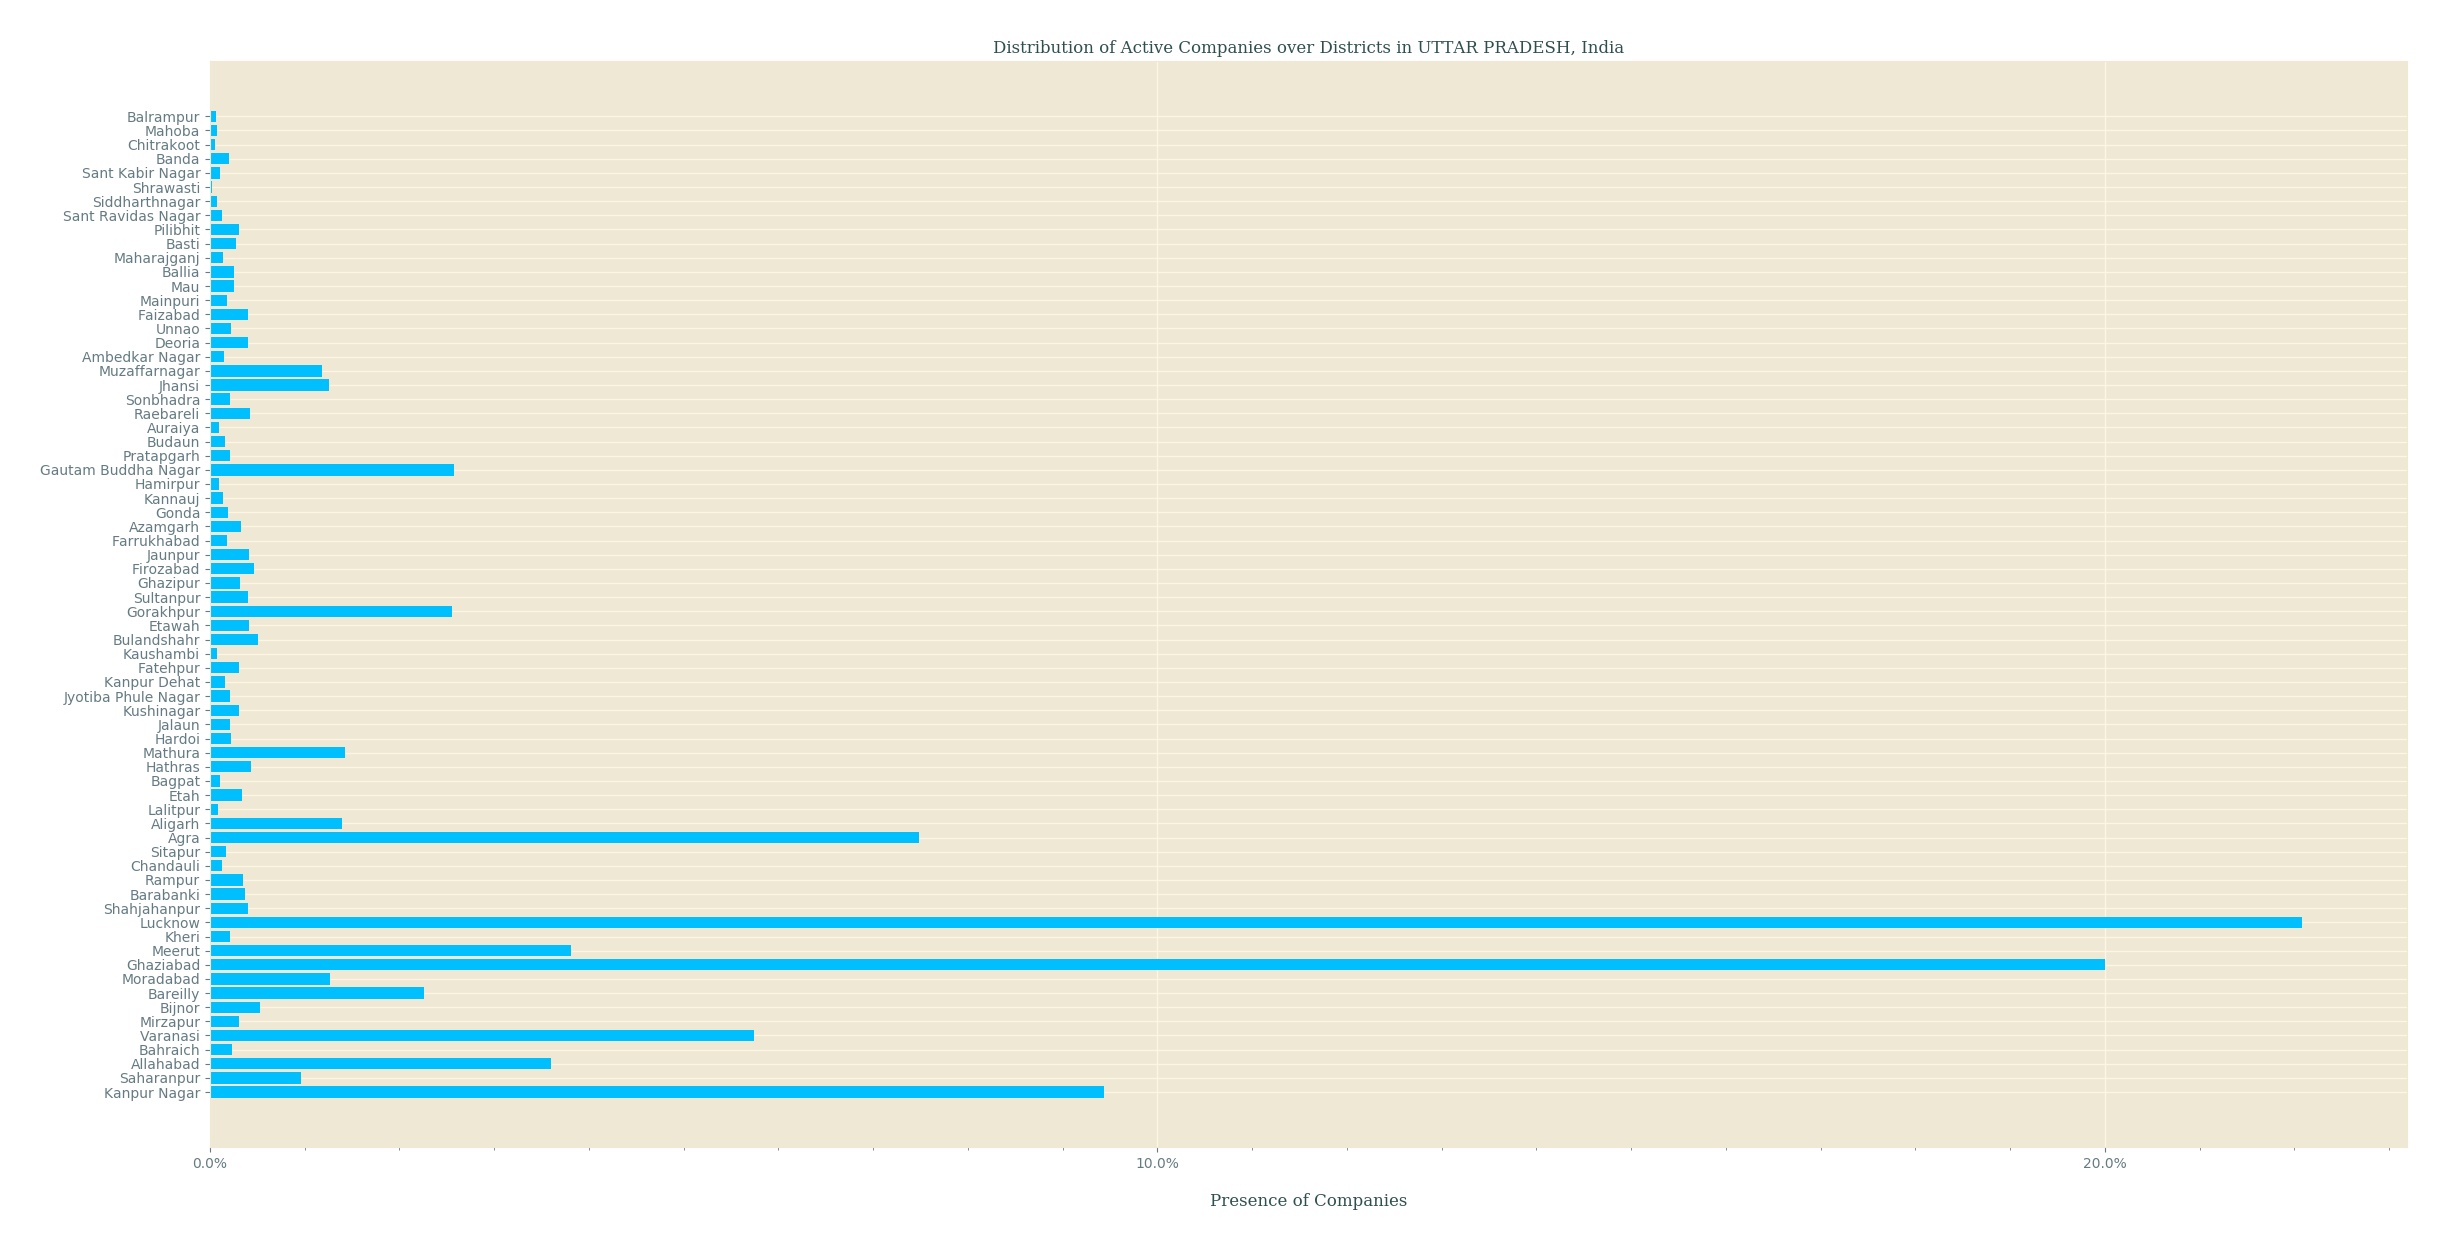 Distribution of Active Companies over Districts in UTTAR PRADESH, India
Balrampur
Mahoba
Chitrakoot
Banda
Sant Kabir Nagar
Shrawasti
Siddharthnagar
Sant Ravidas Nagar
Pilibhit
Basti
Maharajganj
Ballia
Mau
Mainpuri
Faizabad
Unnao
Deoria
Ambedkar Nagar
Muzaffarnagar
Jhansi
Sonbhadra
Raebareli
Auraiya
Budaun
Pratapgarh
Gautam Buddha Nagar
Hamirpur
Kannauj
Gonda
Azamgarh
Farrukhabad
Jaunpur
Firozabad
Ghazipur
Sultanpur
Gorakhpur
Etawah
Bulandshahr
Kaushambi
Fatehpur
Kanpur Dehat
Jyotiba Phule Nagar
Kushinagar
Jalaun
Hardoi
Mathura
Hathras
Bagpat
Etah
Lalitpur
Aligarh
Agra
Sitapur
Chandauli
Rampur
Barabanki
Shahjahanpur
Lucknow
Kheri
Meerut
Ghaziabad
Moradabad
Bareilly
Bijnor
Mirzapur
Varanasi
Bahraich
Allahabad
Saharanpur
Kanpur Nagar
0.0% 10.0% 20.0%
Presence of Companies